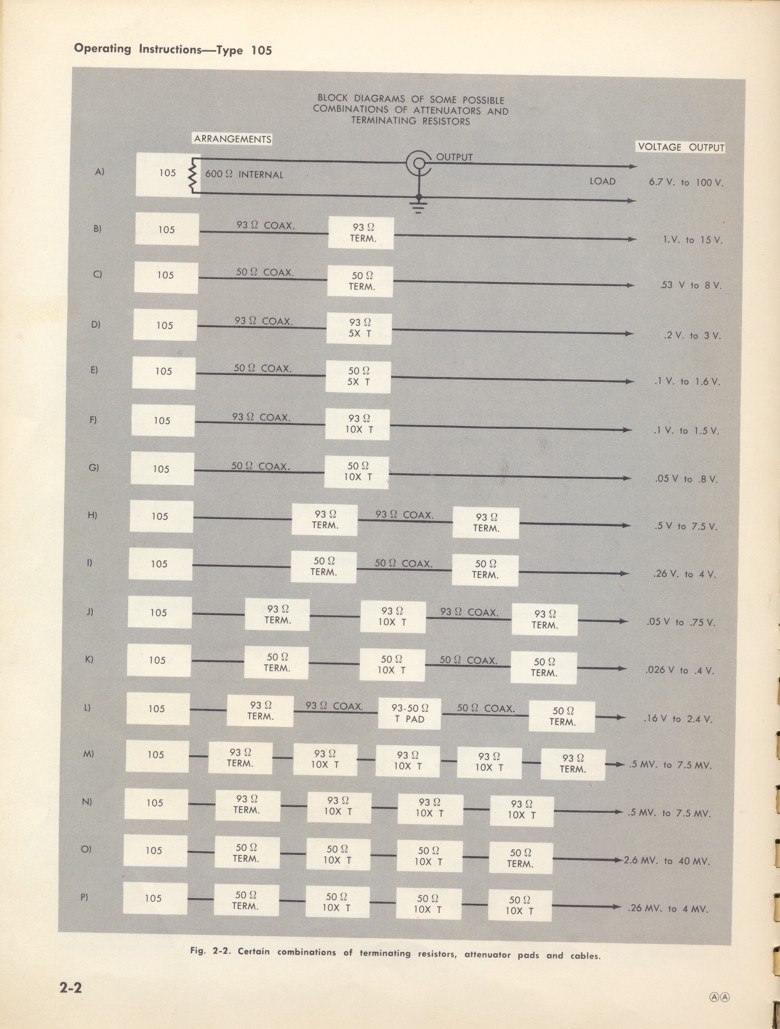 Operating Instructions—Type 105
BLOCK DIAGRAMS OF SOME POSSIBLE
COMBINATIONS OF ATTENUATORS AND
TERMINATING RESISTORS
ARRANGEMENTS
VOLTAGE OUTPUT
A) 105 600 Ω INTERNAL OUTPUT LOAD 6.7 V. to 100 V.
B) 105 93 Ω COAX. 93 Ω TERM. 1.V. to 15 V.
C) 105 50 Ω COAX. 50 Ω TERM. .53 V to 8 V.
D) 105 93 Ω COAX. 93 Ω 5X T .2 V. to 3 V.
E) 105 50 Ω COAX. 50 Ω 5X T .1 V. to 1.6 V.
F) 105 93 Ω COAX. 93 Ω 10X T .1 V. to 1.5 V.
G) 105 50 Ω COAX. 50 Ω 10X T .05 V to .8 V.
H) 105 93 Ω TERM. 93 Ω COAX. 93 Ω TERM. .5 V to 7.5 V.
I) 105 50 Ω TERM. 50 Ω COAX. 50 Ω TERM. .26 V. to 4 V.
J) 105 93 Ω TERM. 93 Ω 10X T 93 Ω COAX. 93 Ω TERM. .05 V to .75 V.
K) 105 50 Ω TERM. 50 Ω 10X T 50 Ω COAX. 50 Ω TERM. .026 V to .4 V.
L) 105 93 Ω TERM. 93 Ω COAX. 93-50 Ω T PAD 50 Ω COAX. 50 Ω TERM. .16 V to 2.4 V.
M) 105 93 Ω TERM. 93 Ω 10X T 93 Ω 10X T 93 Ω 10X T 93 Ω TERM. .5 MV. to 7.5 MV.
N) 105 93 Ω TERM. 93 Ω 10X T 93 Ω 10X T 93 Ω 10X T .5 MV. to 7.5 MV.
O) 105 50 Ω TERM. 50 Ω 10X T 50 Ω 10X T 50 Ω TERM. 2.6 MV. to 40 MV.
P) 105 50 Ω TERM. 50 Ω 10X T 50 Ω 10X T 50 Ω 10X T .26 MV. to 4 MV.
Fig. 2-2. Certain combinations of terminating resistors, attenuator pads and cables.
2-2
ⒶⒶ